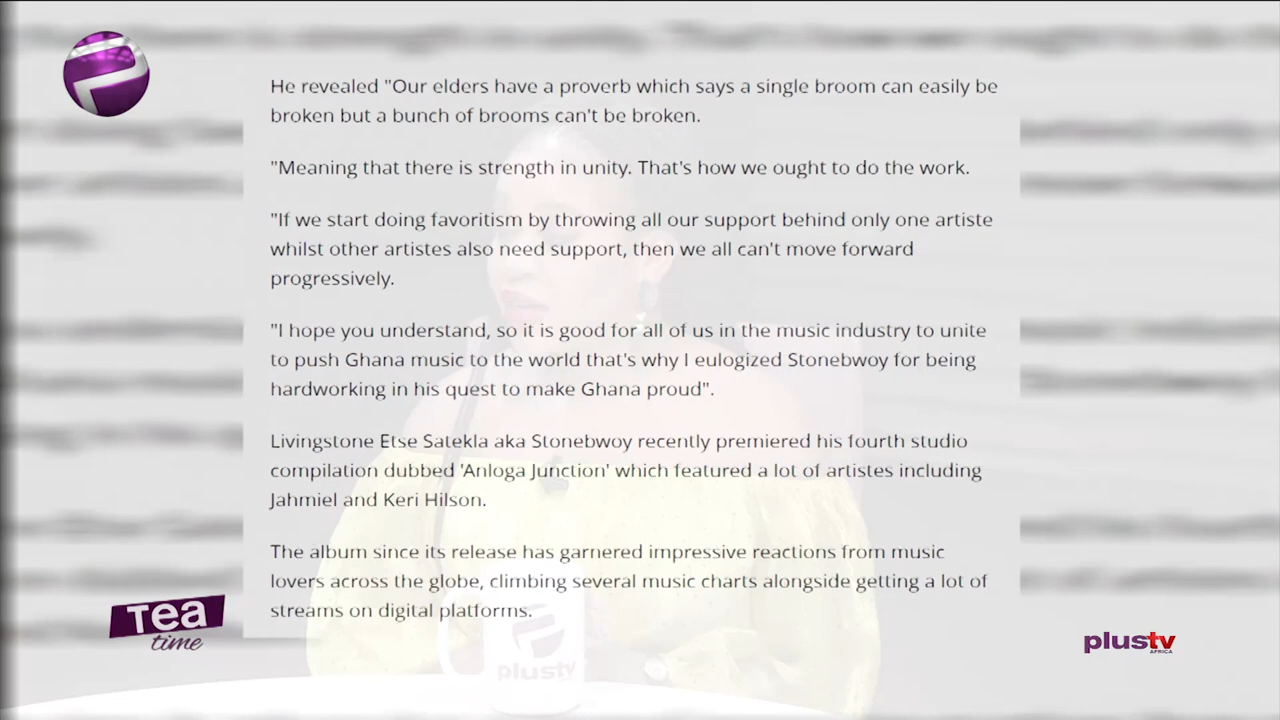 He revealed "Our elders have a proverb which says a single broom can easily be
broken but a bunch of brooms can't be broken.
"Meaning that there is strength in unity. That's how we ought to do the work.
"If we start doing favoritism by throwing all our support behind only one artiste
whilst other artistes also need support, then we all can't move forward
progressively.
"I hope you understand, so it is good for all of us in the music industry to unite
to push Ghana music to the world that's why I eulogized Stonebwoy for being
hardworking in his quest to make Ghana proud".
Livingstone Etse Satekla aka Stonebwoy recently premiered his fourth studio
compilation dubbed 'Anloga Junction' which featured a lot of artistes including
Jahmiel and Keri Hilson.
The album since its release has garnered impressive reactions from music
lovers across the globe, climbing several music charts alongside getting a lot of
streams on digital platforms.
Tea
time
plustv
AFRICA
plustv